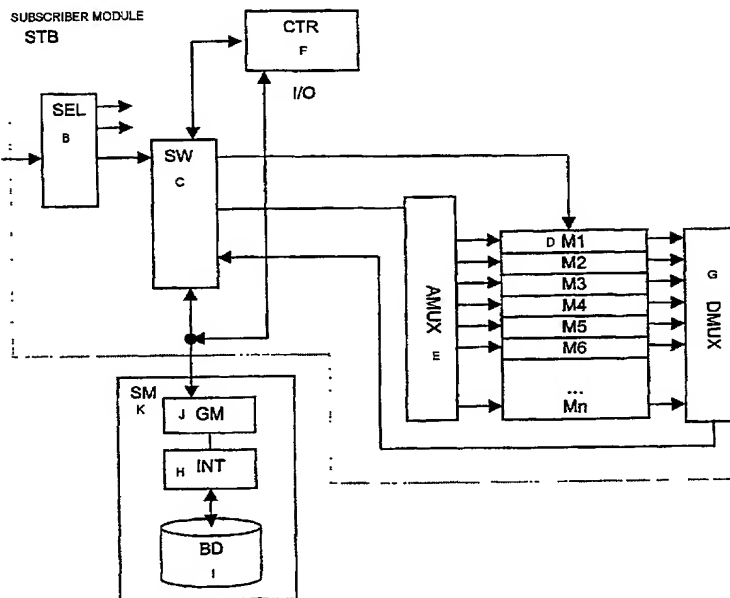 SUBSCRIBER MODULE
STB
CTR
F
I/O
SEL
B
SW
C
D M1
M2
M3
M4
M5
M6
...
Mn
AMUX
E
G
DMUX
SM
K
J GM
H INT
BD
I